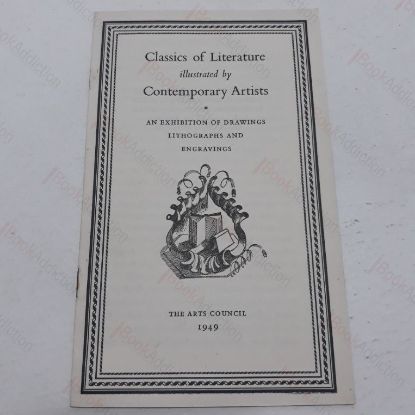 Classics of Literature
illustrated by
Contemporary Artists
AN EXHIBITION OF DRAWINGS
LITHOGRAPHS AND
ENGRAVINGS
THE ARTS COUNCIL
1949